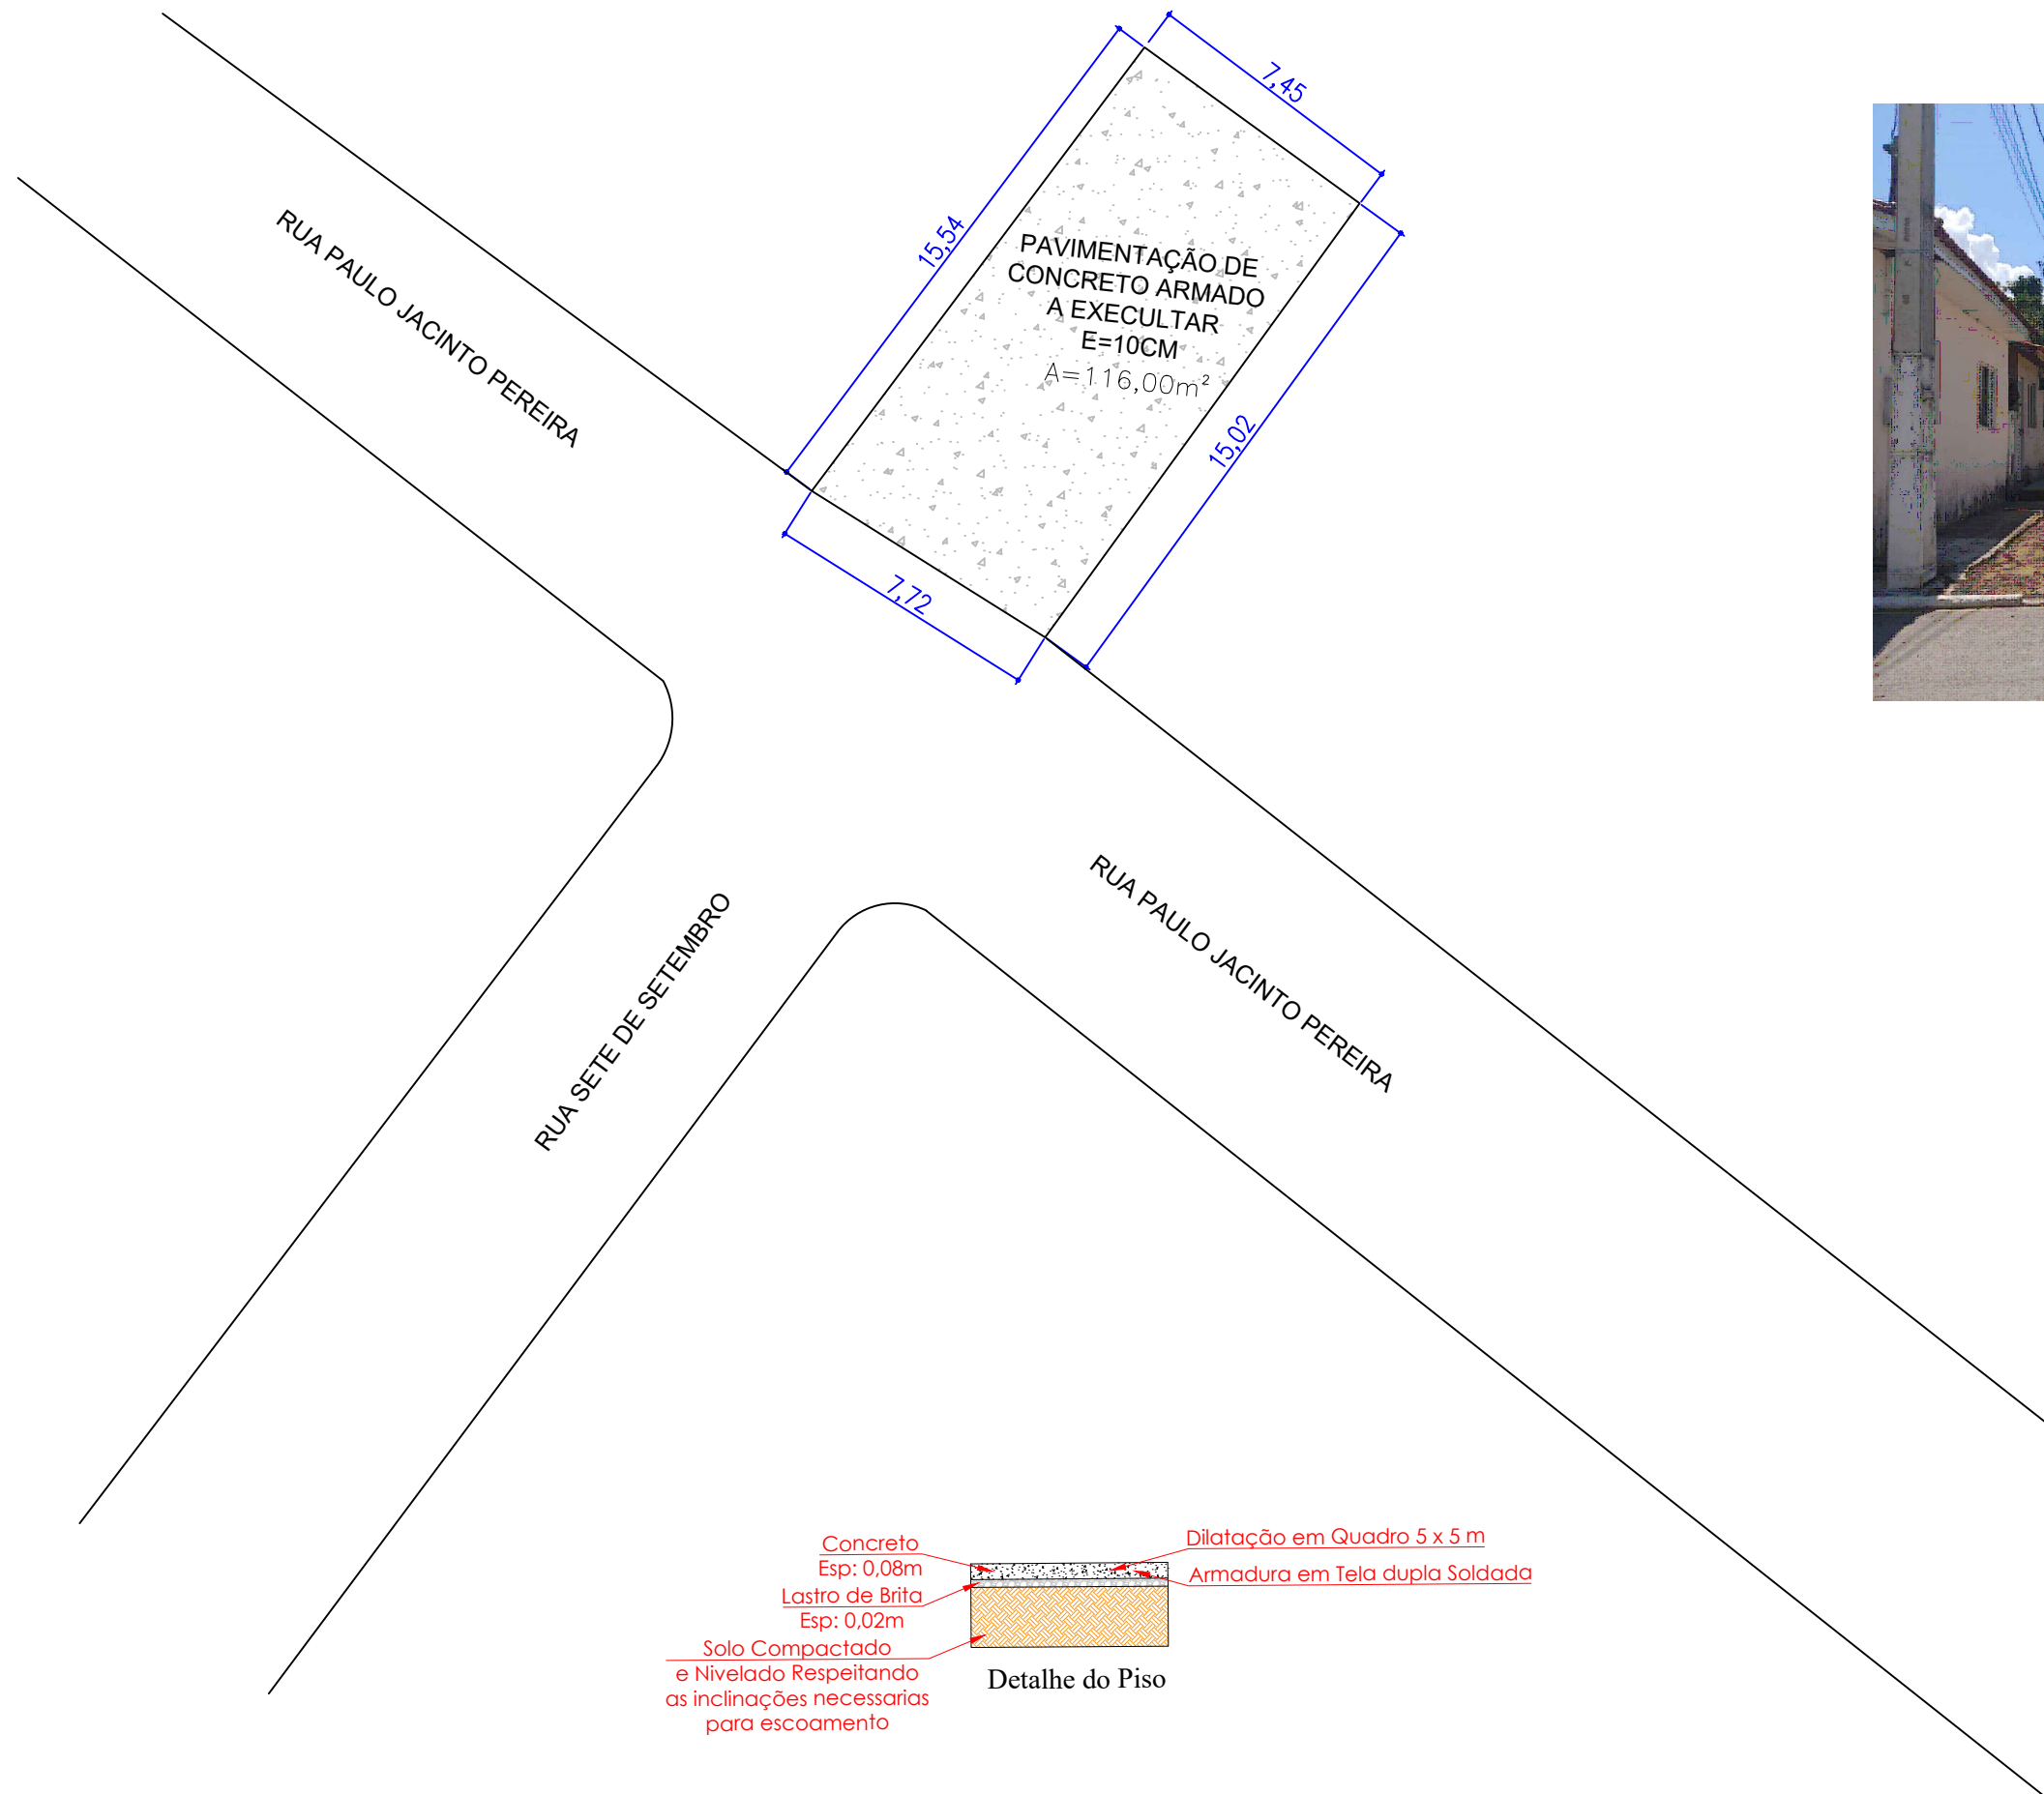 7,45
15,54
RUA PAULO JACINTO PEREIRA
PAVIMENTAÇÃO DE
CONCRETO ARMADO
A EXECULTAR
E=10CM
A=116,00m²
15,02
7,72
RUA PAULO JACINTO PEREIRA
RUA SETE DE SETEMBRO
Concreto
Esp: 0,08m
Lastro de Brita
Esp: 0,02m
Solo Compactado
e Nivelado Respeitando
as inclinações necessarias
para escoamento
Dilatação em Quadro 5 x 5 m
Armadura em Tela dupla Soldada
Detalhe do Piso